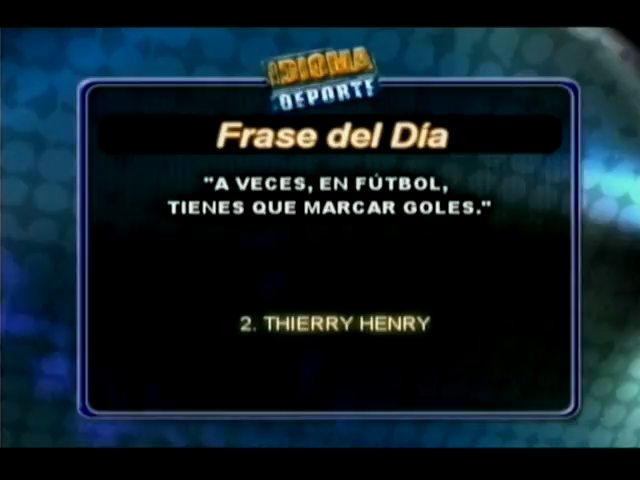 IDIOMA
DEPORTE
Frase del Día
"A VECES, EN FÚTBOL,
TIENES QUE MARCAR GOLES."
2. THIERRY HENRY